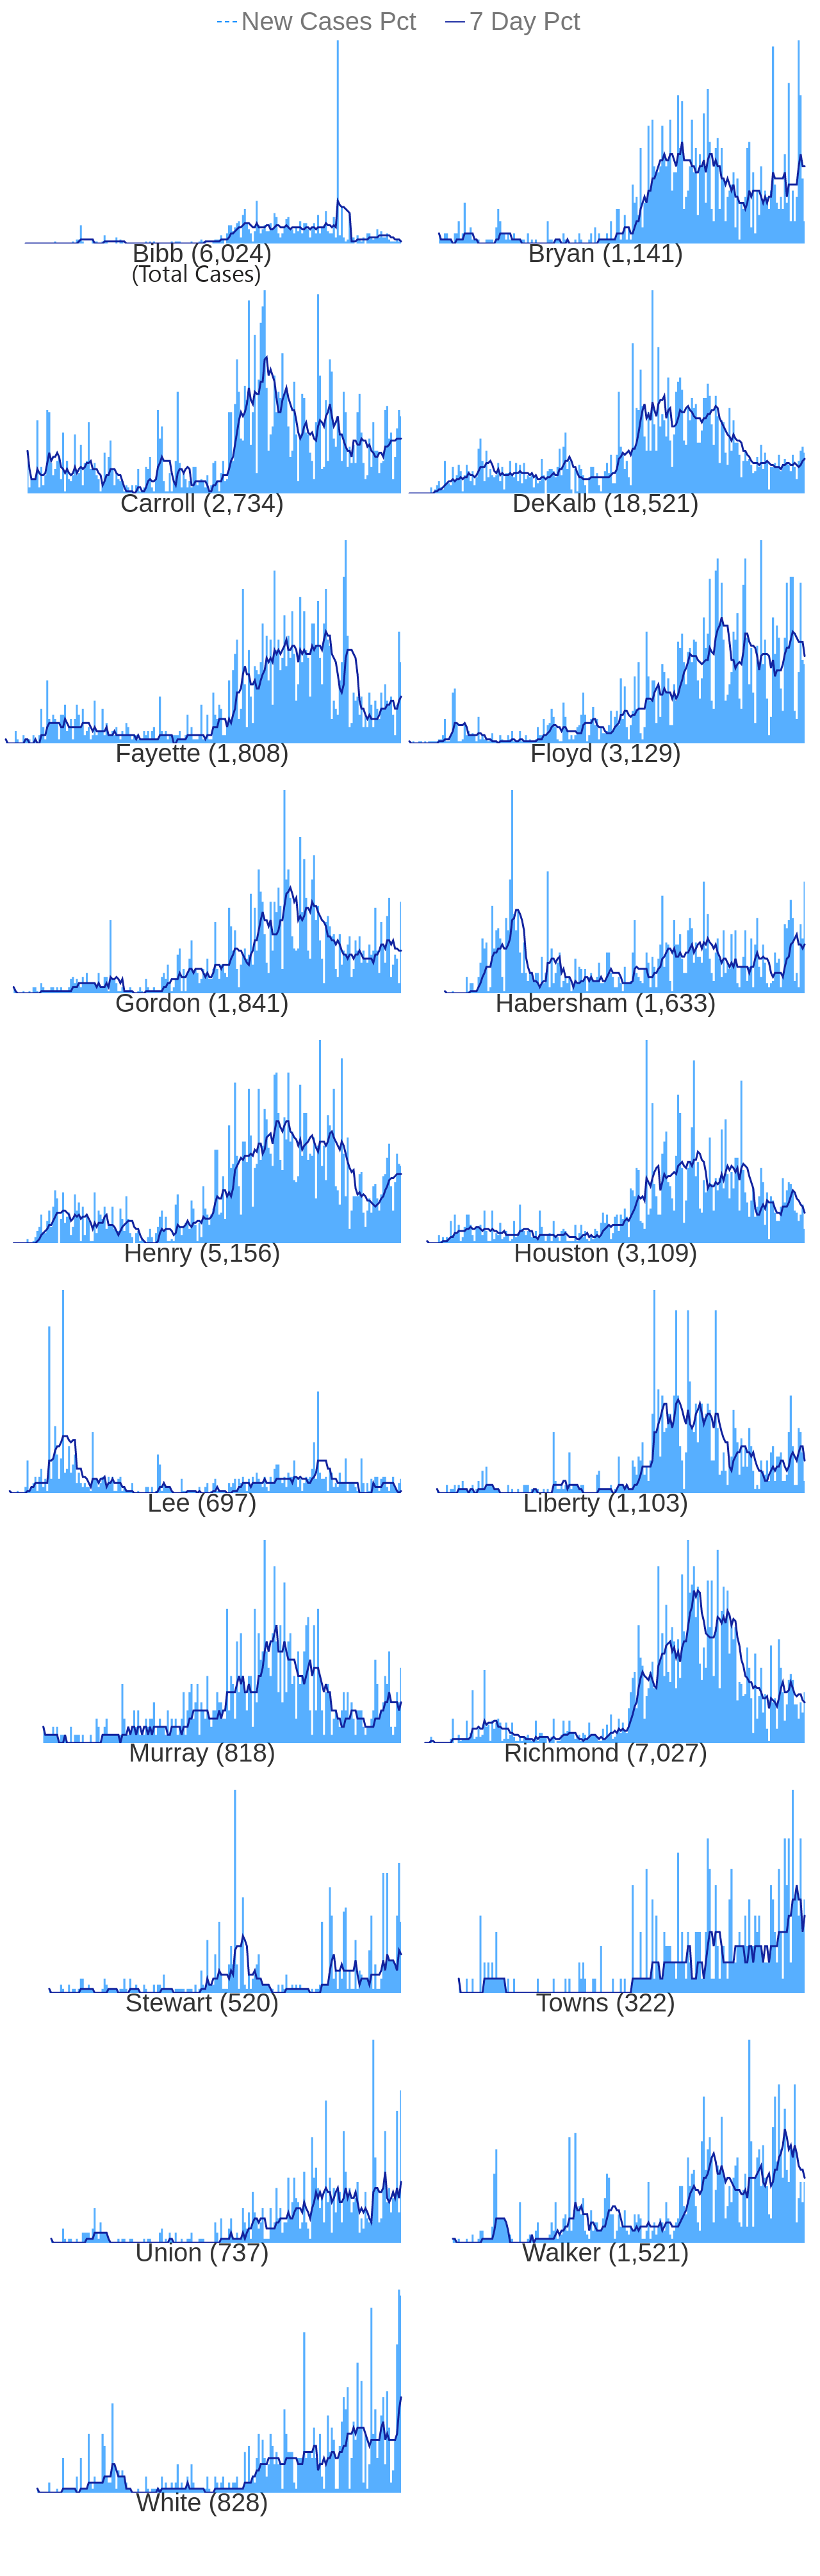 New Cases Pct 7 Day Pct
Bibb (6,024) Bryan (1,141)
(Total Cases)
Carroll (2,734) DeKalb (18,521)
Fayette (1,808) Floyd (3,129)
Gordon (1,841) Habersham (1,633)
Henry (5,156) Houston (3,109)
Lee (697) Liberty (1,103)
Murray (818) Richmond (7,027)
Stewart (520) Towns (322)
Union (737) Walker (1,521)
White (828)